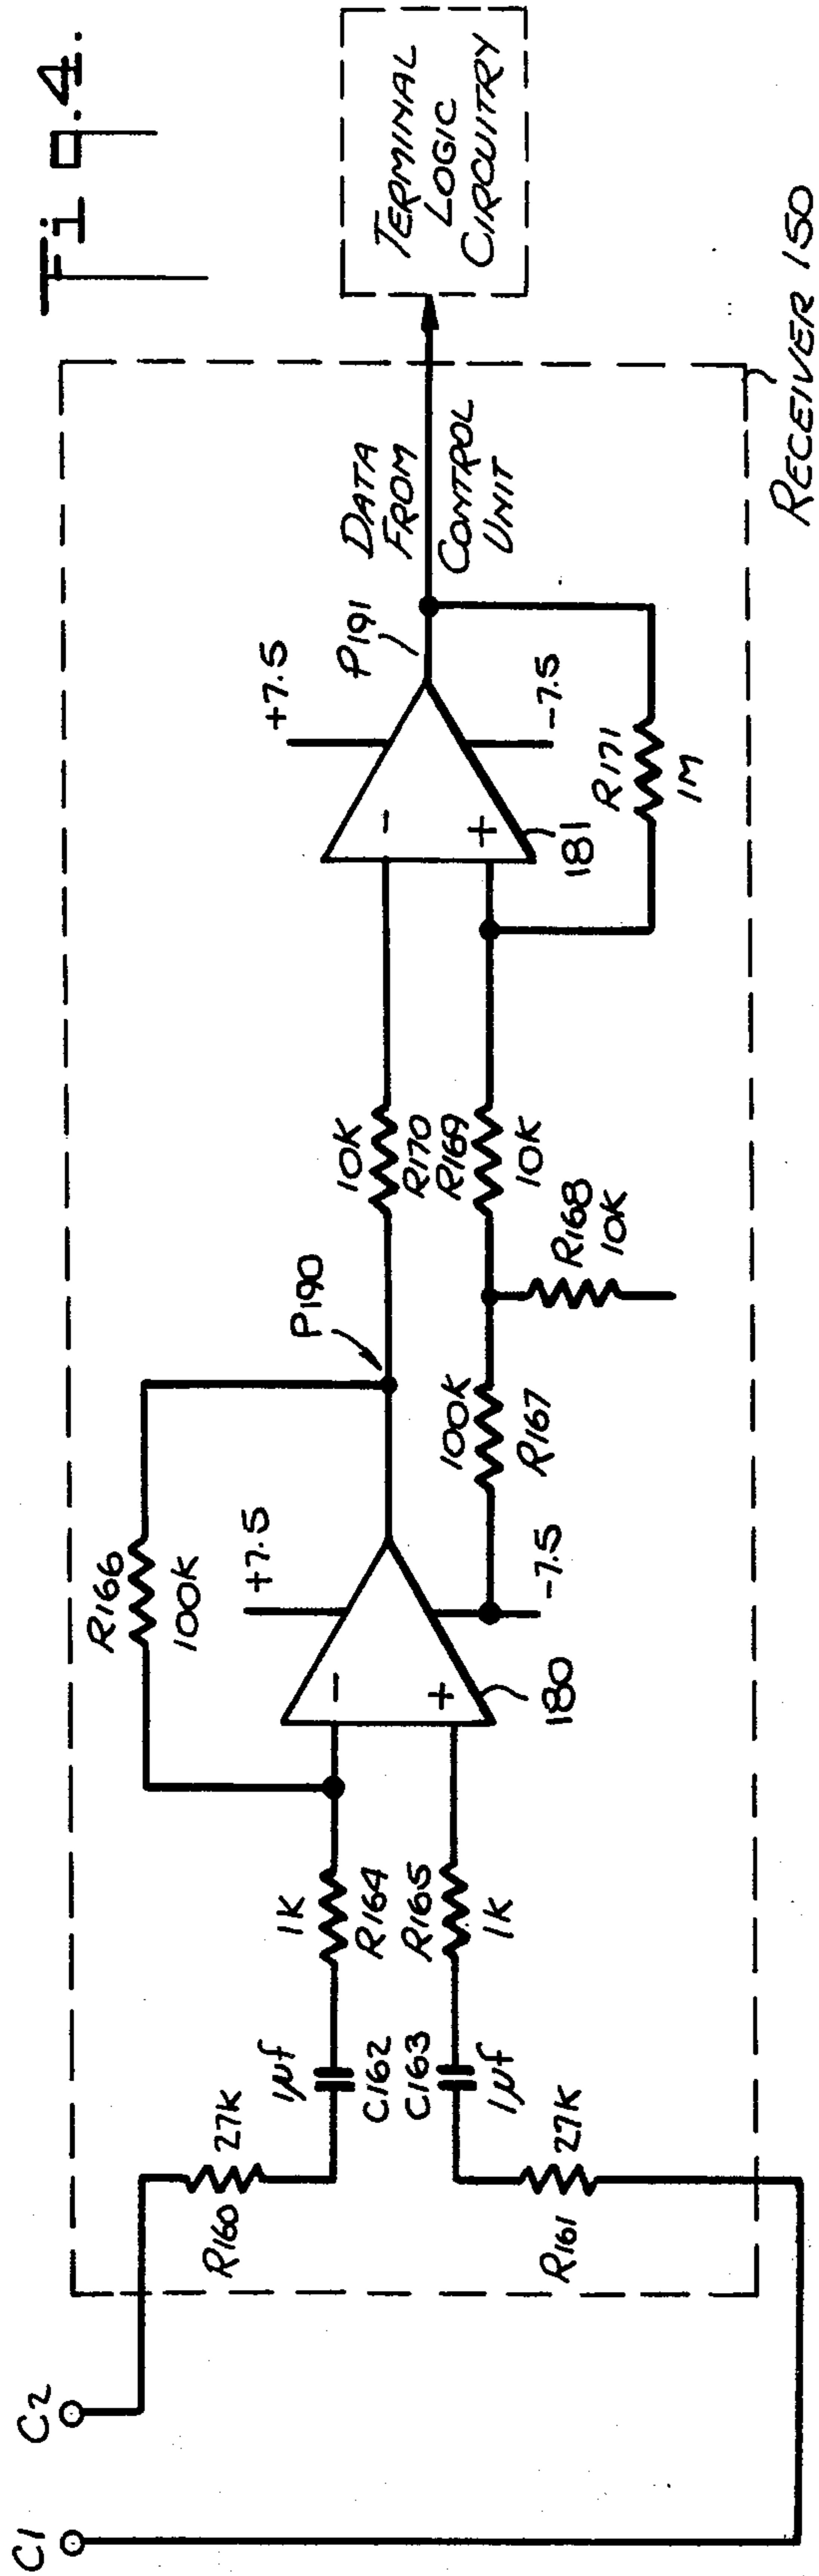 Fig.4.
C1
C2
R160
27K
R161
27K
1μf
C162
C163
1μf
1K
R164
R165
1K
R166
100K
+7.5
-
+
180
-7.5
P190
100K
R167
10K
R170
R169
10K
R168
10K
+7.5
-
+
181
-7.5
P191
R171
1M
DATA
FROM
CONTROL
UNIT
TERMINAL
LOGIC
CIRCUITRY
RECEIVER 150